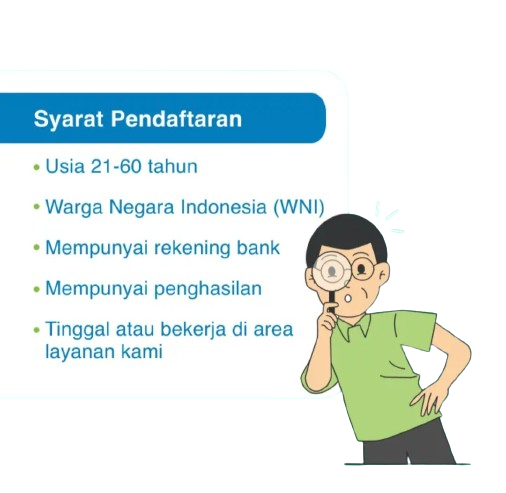 Syarat Pendaftaran
• Usia 21-60 tahun
• Warga Negara Indonesia (WNI)
• Mempunyai rekening bank
• Mempunyai penghasilan
• Tinggal atau bekerja di area
layanan kami